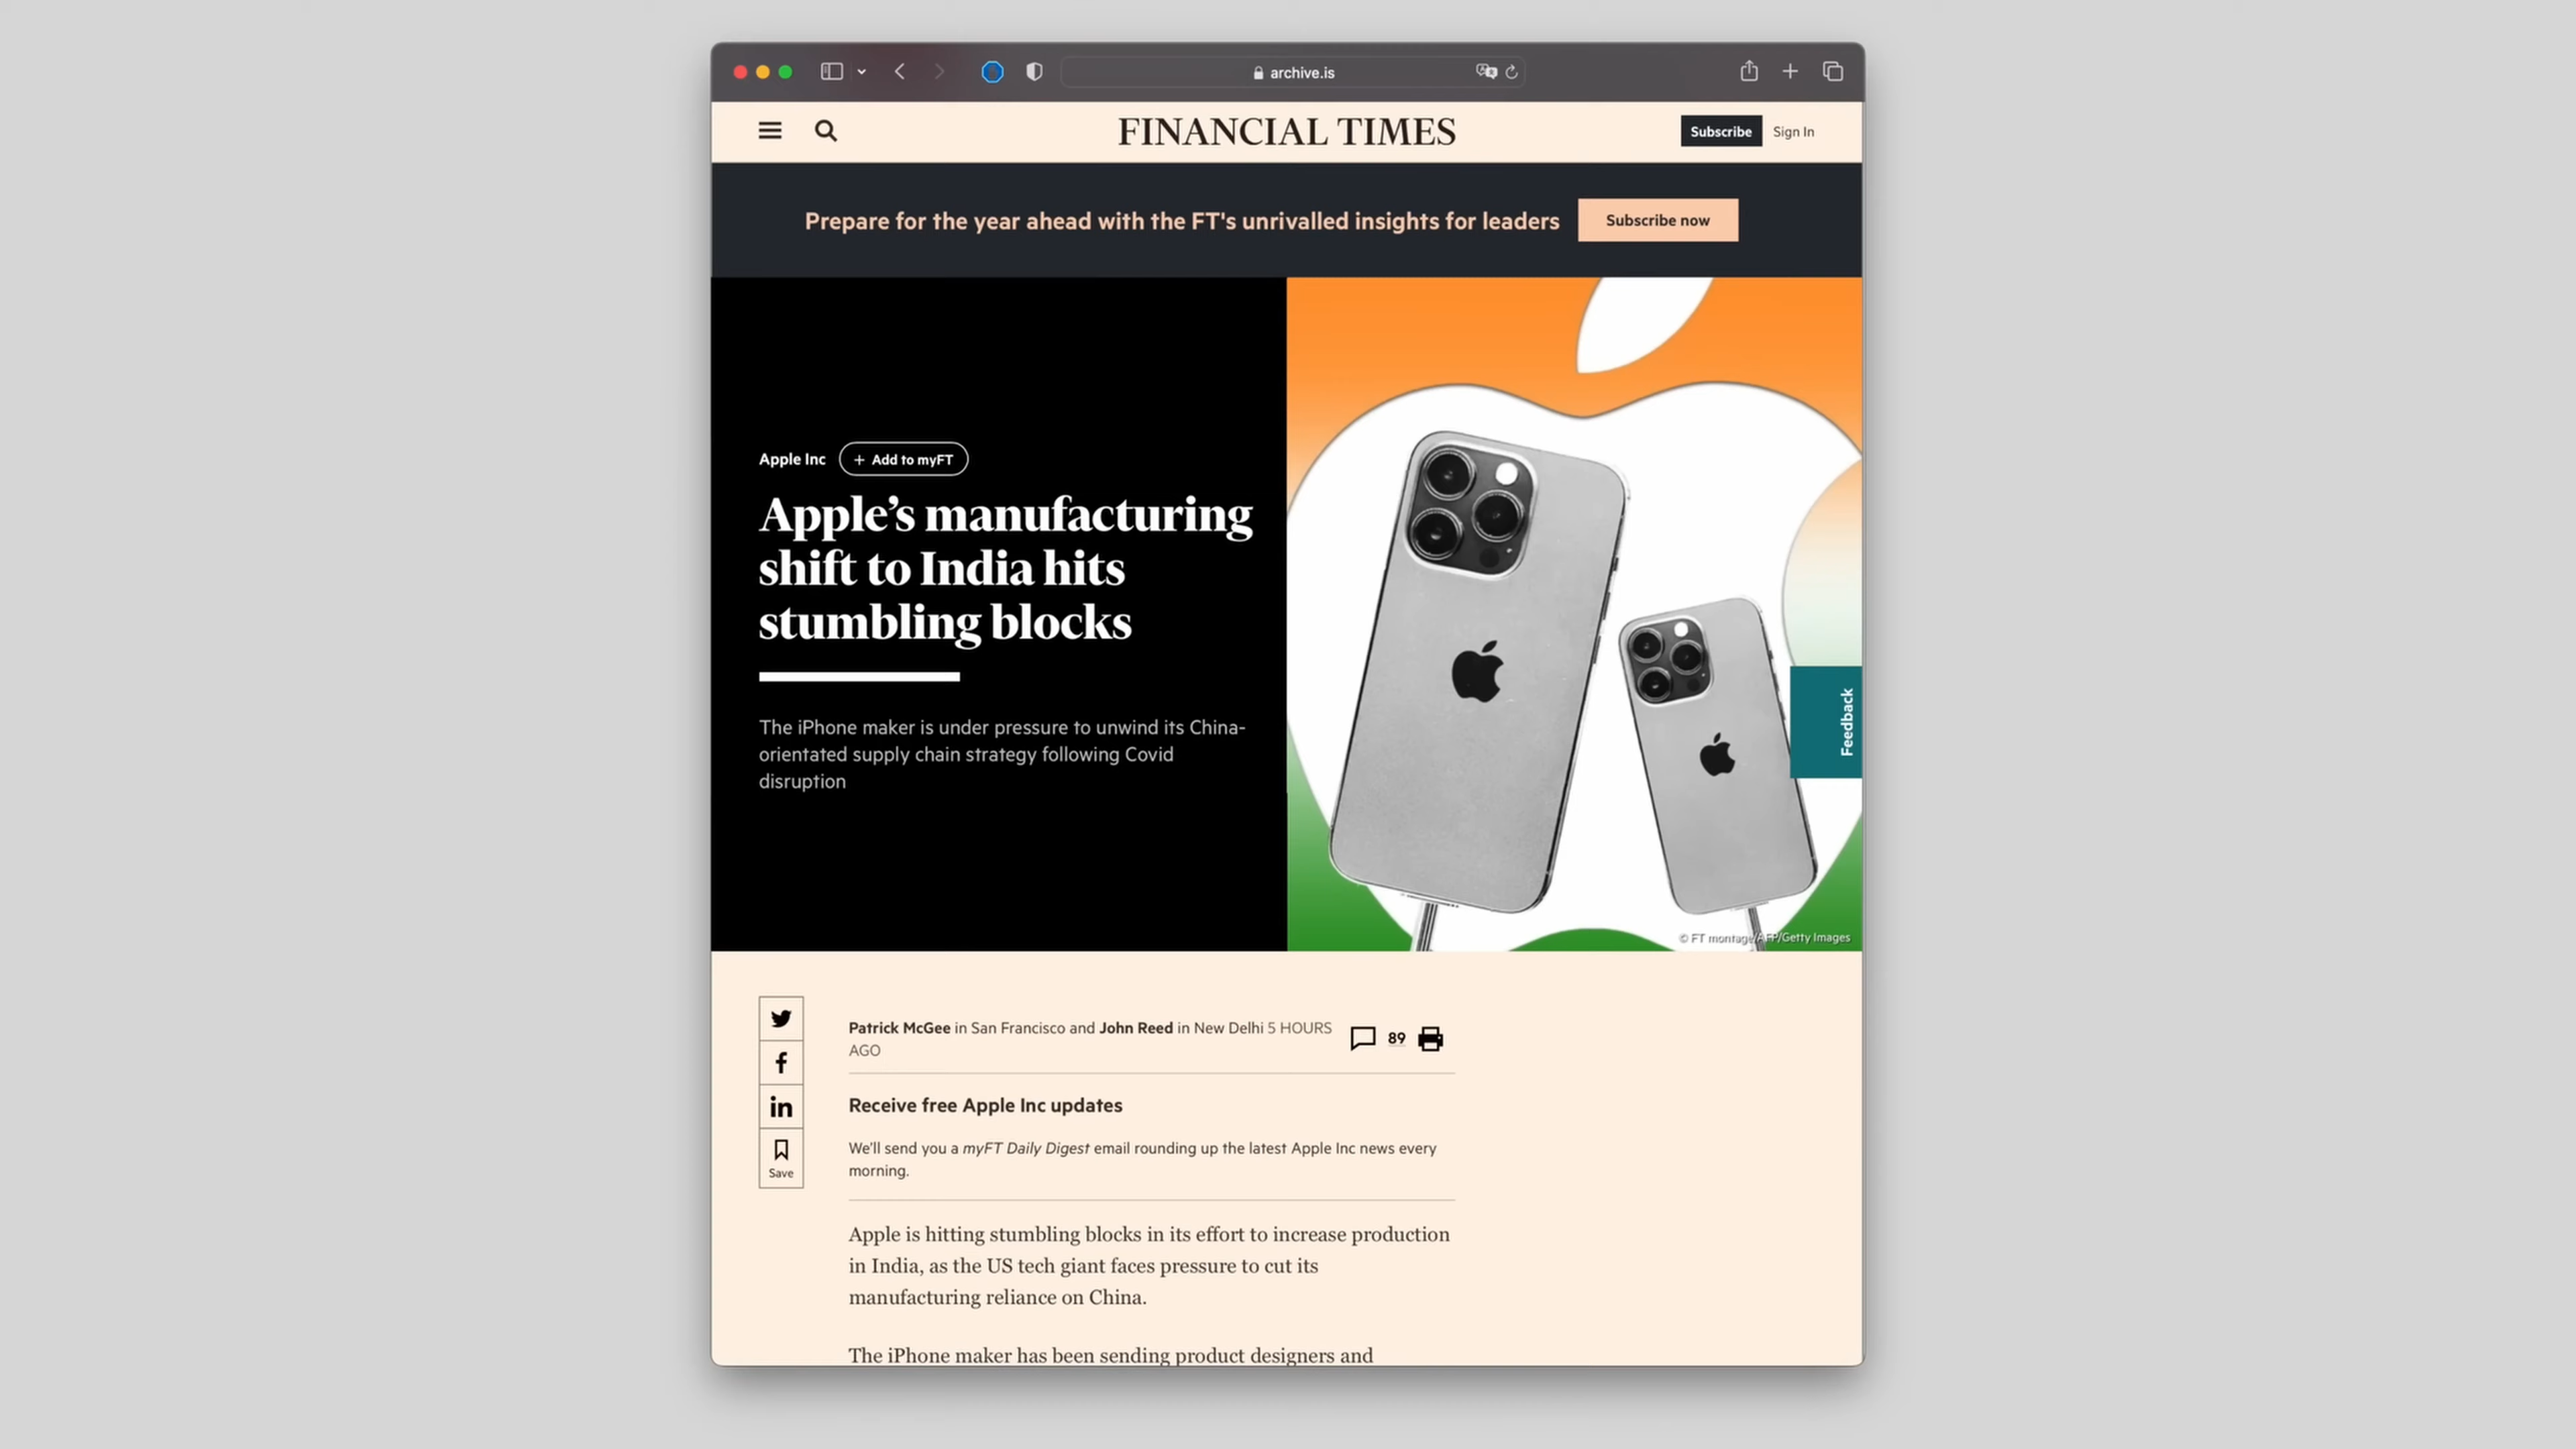 archive.is
FINANCIAL TIMES
Subscribe
Sign In
Prepare for the year ahead with the FT's unrivalled insights for leaders
Subscribe now
Apple Inc
+ Add to myFT
Apple’s manufacturing
shift to India hits
stumbling blocks
The iPhone maker is under pressure to unwind its China-
orientated supply chain strategy following Covid
disruption
Feedback
© FT montage/AFP/Getty Images
Patrick McGee in San Francisco and John Reed in New Delhi 5 HOURS
AGO
89
Save
Receive free Apple Inc updates
We'll send you a myFT Daily Digest email rounding up the latest Apple Inc news every
morning.
Apple is hitting stumbling blocks in its effort to increase production
in India, as the US tech giant faces pressure to cut its
manufacturing reliance on China.
The iPhone maker has been sending product designers and